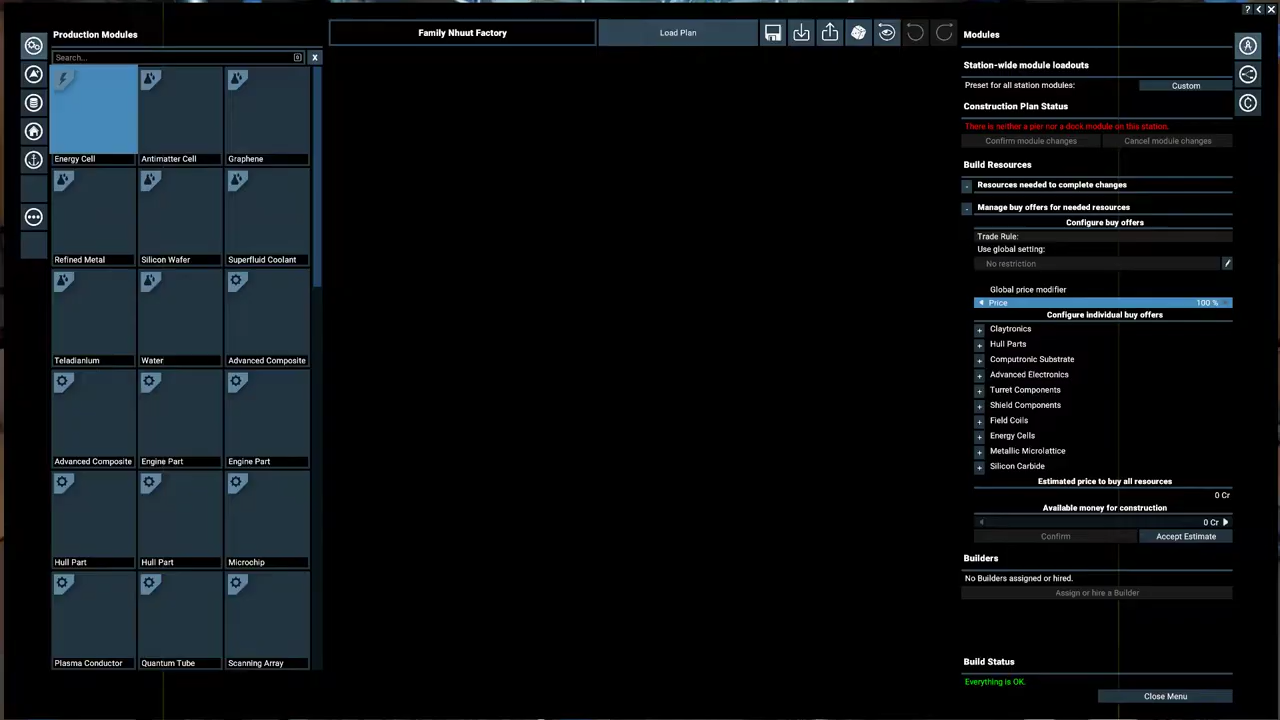 Production Modules
Search...
X
Energy Cell
Antimatter Cell
Graphene
Refined Metal
Silicon Wafer
Superfluid Coolant
Teladianium
Water
Advanced Composite
Advanced Composite
Engine Part
Engine Part
Hull Part
Hull Part
Microchip
Plasma Conductor
Quantum Tube
Scanning Array
Family Nhuut Factory
Load Plan
Modules
Station-wide module loadouts
Preset for all station modules:
Custom
Construction Plan Status
There is neither a pier nor a dock module on this station.
Confirm module changes
Cancel module changes
Build Resources
- Resources needed to complete changes
- Manage buy offers for needed resources
Configure buy offers
Trade Rule:
Use global setting:
No restriction
Global price modifier
Price 100 %
Configure individual buy offers
+ Claytronics
+ Hull Parts
+ Computronic Substrate
+ Advanced Electronics
+ Turret Components
+ Shield Components
+ Field Coils
+ Energy Cells
+ Metallic Microlattice
+ Silicon Carbide
Estimated price to buy all resources
0 Cr
Available money for construction
0 Cr
Confirm
Accept Estimate
Builders
No Builders assigned or hired.
Assign or hire a Builder
Build Status
Everything is OK.
Close Menu